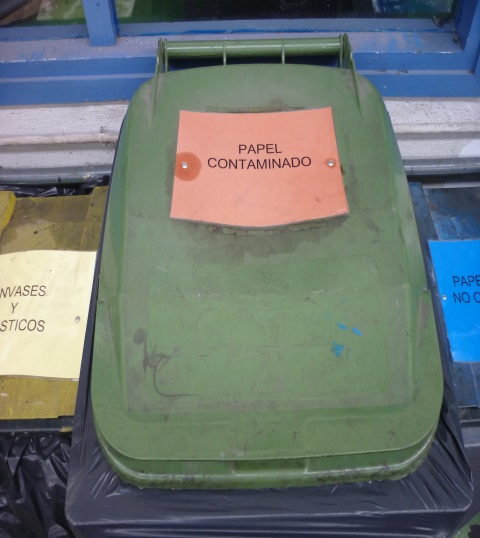 PAPEL
CONTAMINADO
NVASES
Y
STICOS
PAPE
NO C